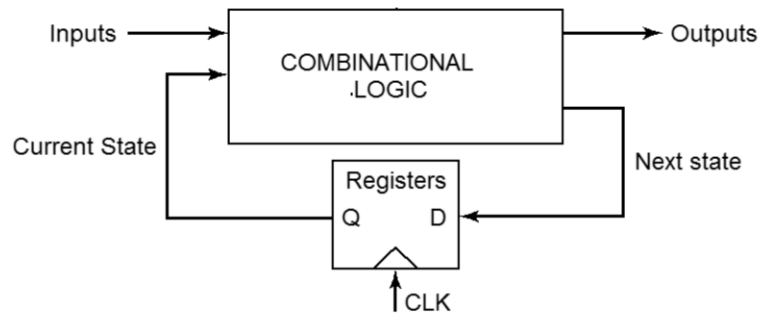 Inputs
Outputs
COMBINATIONAL
.LOGIC
Current State
Next state
Registers
Q D
CLK